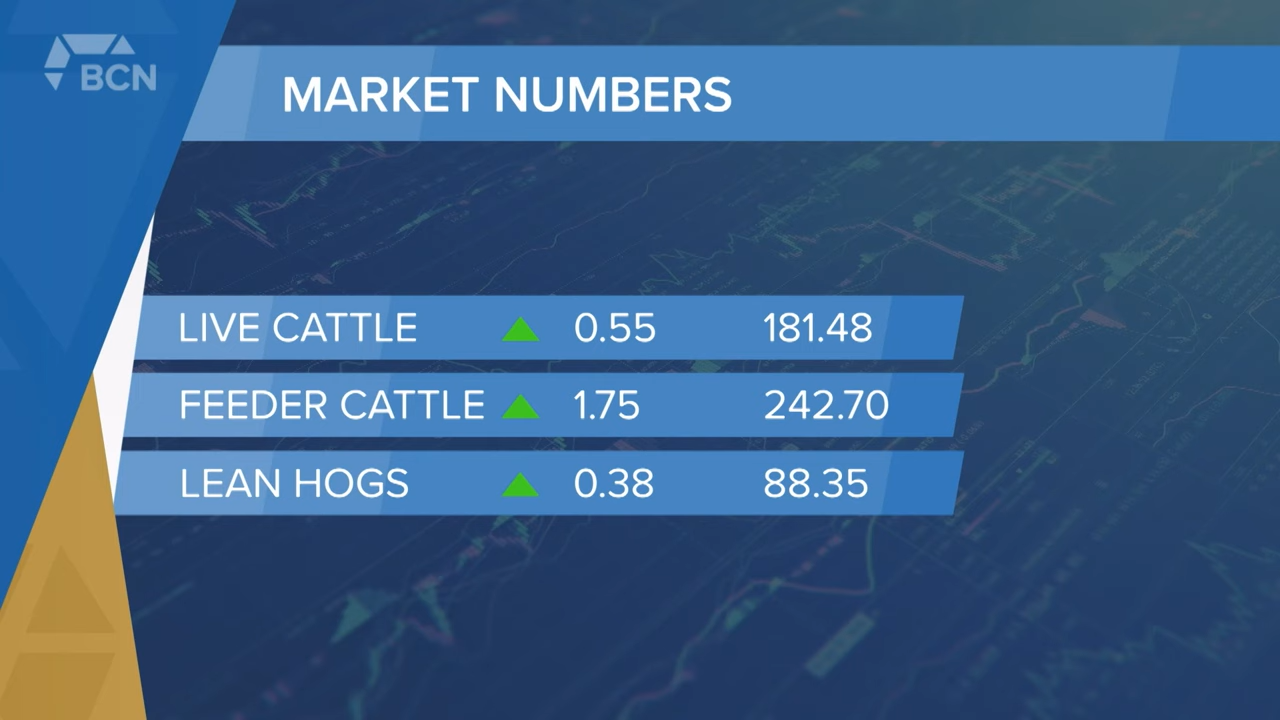 BCN
MARKET NUMBERS
LIVE CATTLE ▲ 0.55 181.48
FEEDER CATTLE ▲ 1.75 242.70
LEAN HOGS ▲ 0.38 88.35